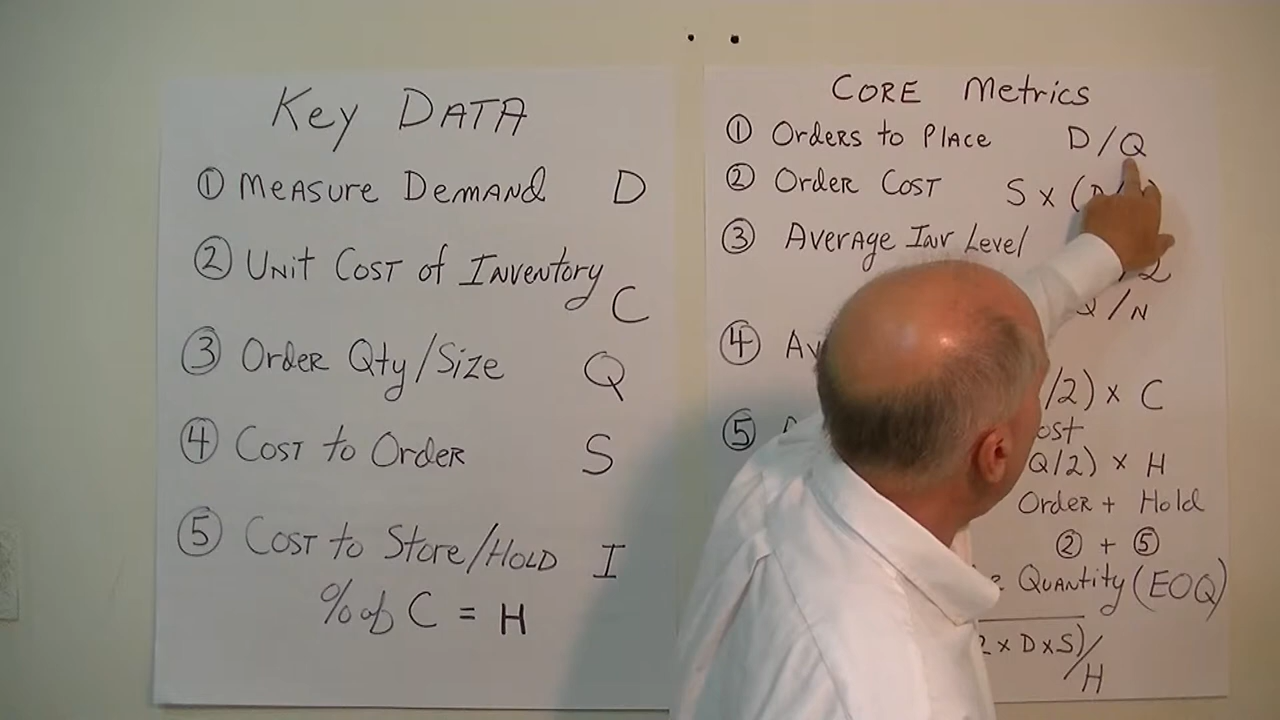 Key DATA
① Measure Demand D
② Unit Cost of Inventory
C
③ Order Qty/Size Q
④ Cost to Order S
⑤ Cost to Store/Hold I
% of C = H
CORE Metrics
① Orders to Place D/Q
② Order Cost S x (
③ Average Inv Level
/2
/N
④
/2) x C
⑤
Q/2) x H
Order + Hold
② + ⑤
Quantity (EOQ)
2 x D x S)/H